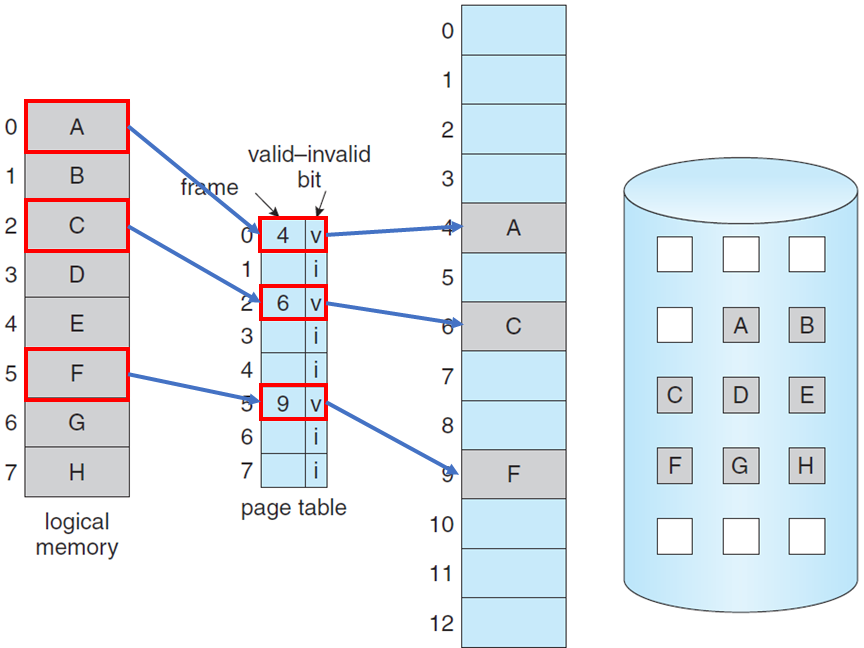 0 A
1 B
2 C
3 D
4 E
5 F
6 G
7 H
logical
memory
valid–invalid
bit
frame
0 4 v
1 i
2 6 v
3 i
4 i
5 9 v
6 i
7 i
page table
0
1
2
3
4 A
5
6 C
7
8
9 F
10
11
12
A B
C D E
F G H